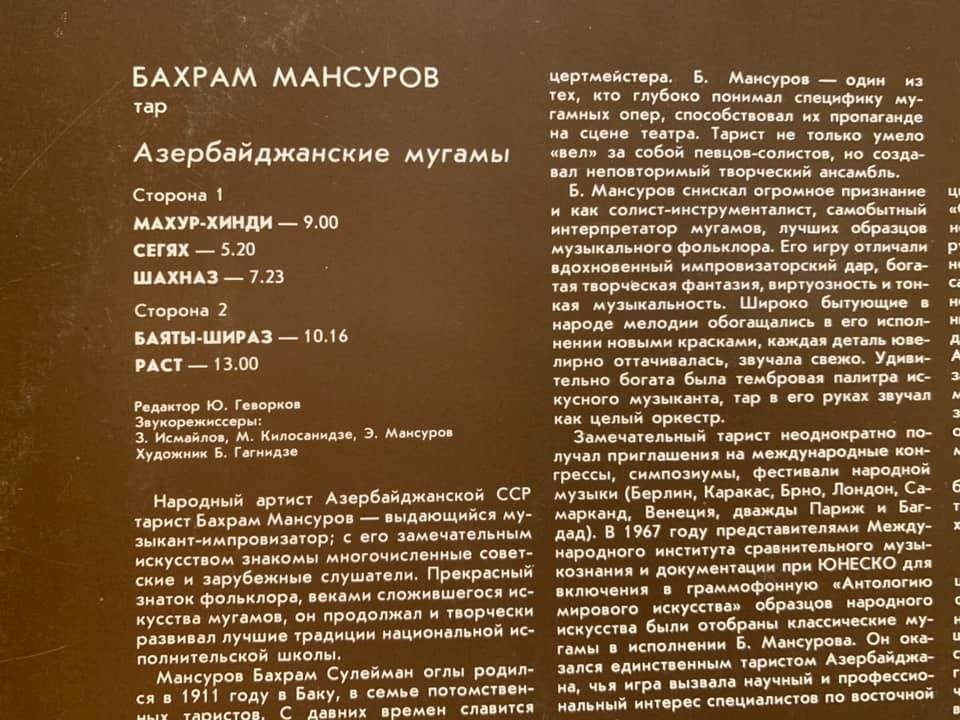 БАХРАМ МАНСУРОВ
тар
Азербайджанские мугамы
Сторона 1
МАХУР-ХИНДИ — 9.00
СЕГЯХ — 5.20
ШАХНАЗ — 7.23
Сторона 2
БАЯТЫ-ШИРАЗ — 10.16
РАСТ — 13.00
Редактор Ю. Геворков
Звукорежиссеры:
З. Исмайлов, М. Килосанидзе, Э. Мансуров
Художник Б. Гагнидзе
Народный артист Азербайджанской ССР
тарист Бахрам Мансуров — выдающийся му-
зыкант-импровизатор; с его замечательным
искусством знакомы многочисленные совет-
ские и зарубежные слушатели. Прекрасный
знаток фольклора, веками сложившегося ис-
кусства мугамов, он продолжал и творчески
развивал лучшие традиции национальной ис-
полнительской школы.
Мансуров Бахрам Сулейман оглы родил-
ся в 1911 году в Баку, в семье потомствен-
ных таристов. С давних времен славится
цертмейстера. Б. Мансуров — один из
тех, кто глубоко понимал специфику му-
гамных опер, способствовал их пропаганде
на сцене театра. Тарист не только умело
«вел» за собой певцов-солистов, но созда-
вал неповторимый творческий ансамбль.
Б. Мансуров снискал огромное признание
и как солист-инструменталист, самобытный
интерпретатор мугамов, лучших образцов
музыкального фольклора. Его игру отличали
вдохновенный импровизаторский дар, бога-
тая творческая фантазия, виртуозность и тон-
кая музыкальность. Широко бытующие в
народе мелодии обогащались в его испол-
нении новыми красками, каждая деталь юве-
лирно оттачивалась, звучала свежо. Удиви-
тельно богата была тембровая палитра ис-
кусного музыканта, тар в его руках звучал
как целый оркестр.
Замечательный тарист неоднократно по-
лучал приглашения на международные кон-
грессы, симпозиумы, фестивали народной
музыки (Берлин, Каракас, Брно, Лондон, Са-
марканд, Венеция, дважды Париж и Баг-
дад). В 1967 году представителями Между-
народного института сравнительного музы-
кознания и документации при ЮНЕСКО для
включения в граммофонную «Антологию
мирового искусства» образцов народного
искусства были отобраны классические му-
гамы в исполнении Б. Мансурова. Он ока-
зался единственным таристом Азербайджа-
на, чья игра вызвала научный и профессио-
нальный интерес специалистов по восточной